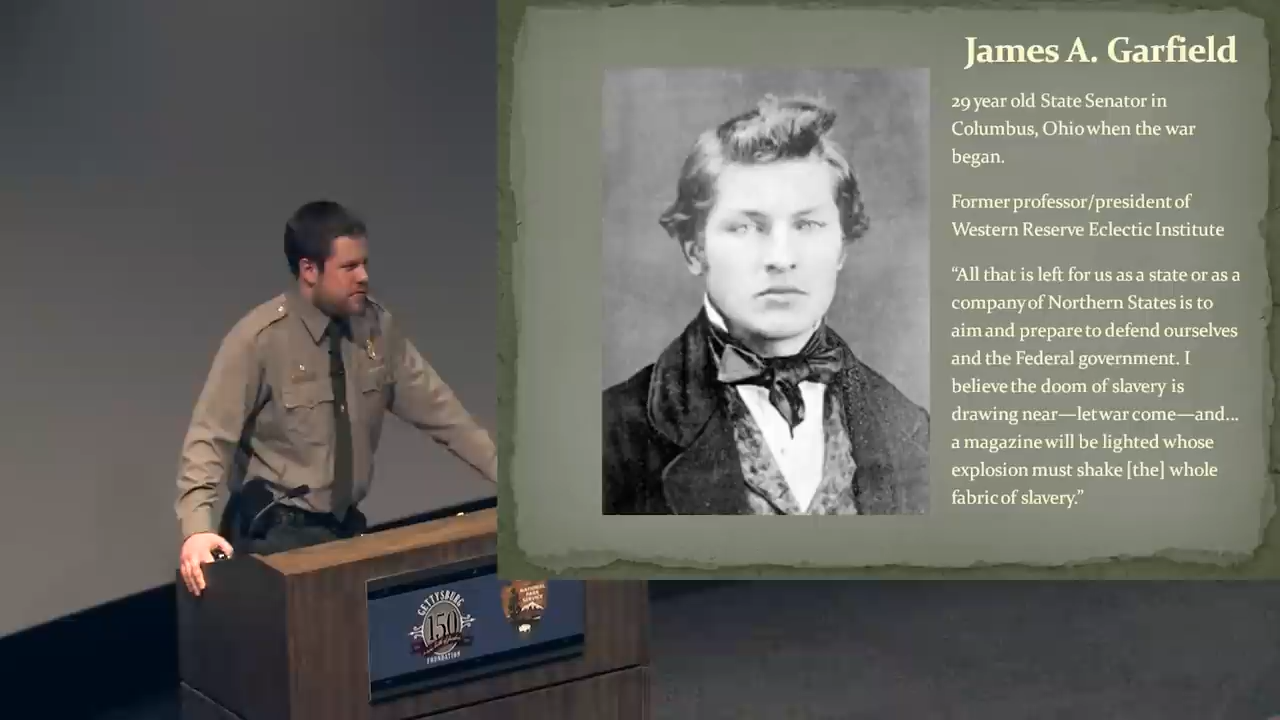 James A. Garfield
29 year old State Senator in
Columbus, Ohio when the war
began.
Former professor/president of
Western Reserve Eclectic Institute
“All that is left for us as a state or as a
company of Northern States is to
aim and prepare to defend ourselves
and the Federal government. I
believe the doom of slavery is
drawing near—let war come—and...
a magazine will be lighted whose
explosion must shake [the] whole
fabric of slavery.”
GETTYSBURG
150
FOUNDATION
NATIONAL
PARK
SERVICE